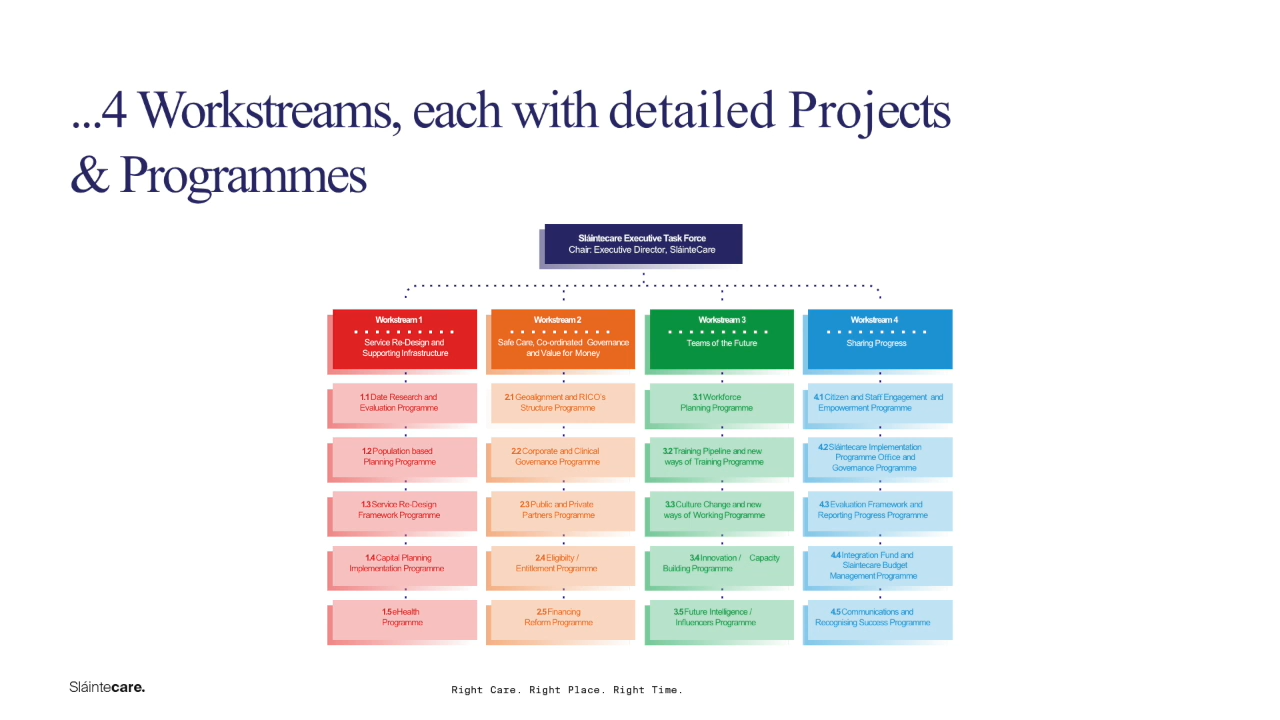 ...4 Workstreams, each with detailed Projects
& Programmes
Sláintecare Executive Task Force
Chair: Executive Director, SláinteCare
Workstream 1
Service Re-Design and
Supporting Infrastructure
1.1 Date Research and
Evaluation Programme
1.2 Population based
Planning Programme
1.3 Service Re-Design
Framework Programme
1.4 Capital Planning
Implementation Programme
1.5 eHealth
Programme
Workstream 2
Safe Care, Co-ordinated Governance
and Value for Money
2.1 Geoalignment and RICO's
Structure Programme
2.2 Corporate and Clinical
Governance Programme
2.3 Public and Private
Partners Programme
2.4 Eligibilty /
Entitlement Programme
2.5 Financing
Reform Programme
Workstream 3
Teams of the Future
3.1 Workforce
Planning Programme
3.2 Training Pipeline and new
ways of Training Programme
3.3 Culture Change and new
ways of Working Programme
3.4 Innovation / Capacity
Building Programme
3.5 Future Intelligence /
Influencers Programme
Workstream 4
Sharing Progress
4.1 Citizen and Staff Engagement and
Empowerment Programme
4.2 Sláintecare Implementation
Programme Office and
Governance Programme
4.3 Evaluation Framework and
Reporting Progress Programme
4.4 Integration Fund and
Slaintecare Budget
Management Programme
4.5 Communications and
Recognising Success Programme
Sláintecare.
Right Care. Right Place. Right Time.